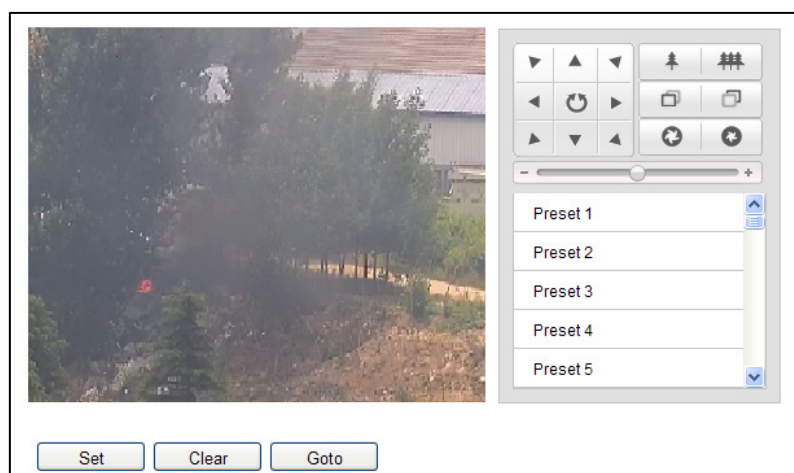 - +
Preset 1
Preset 2
Preset 3
Preset 4
Preset 5
Set Clear Goto